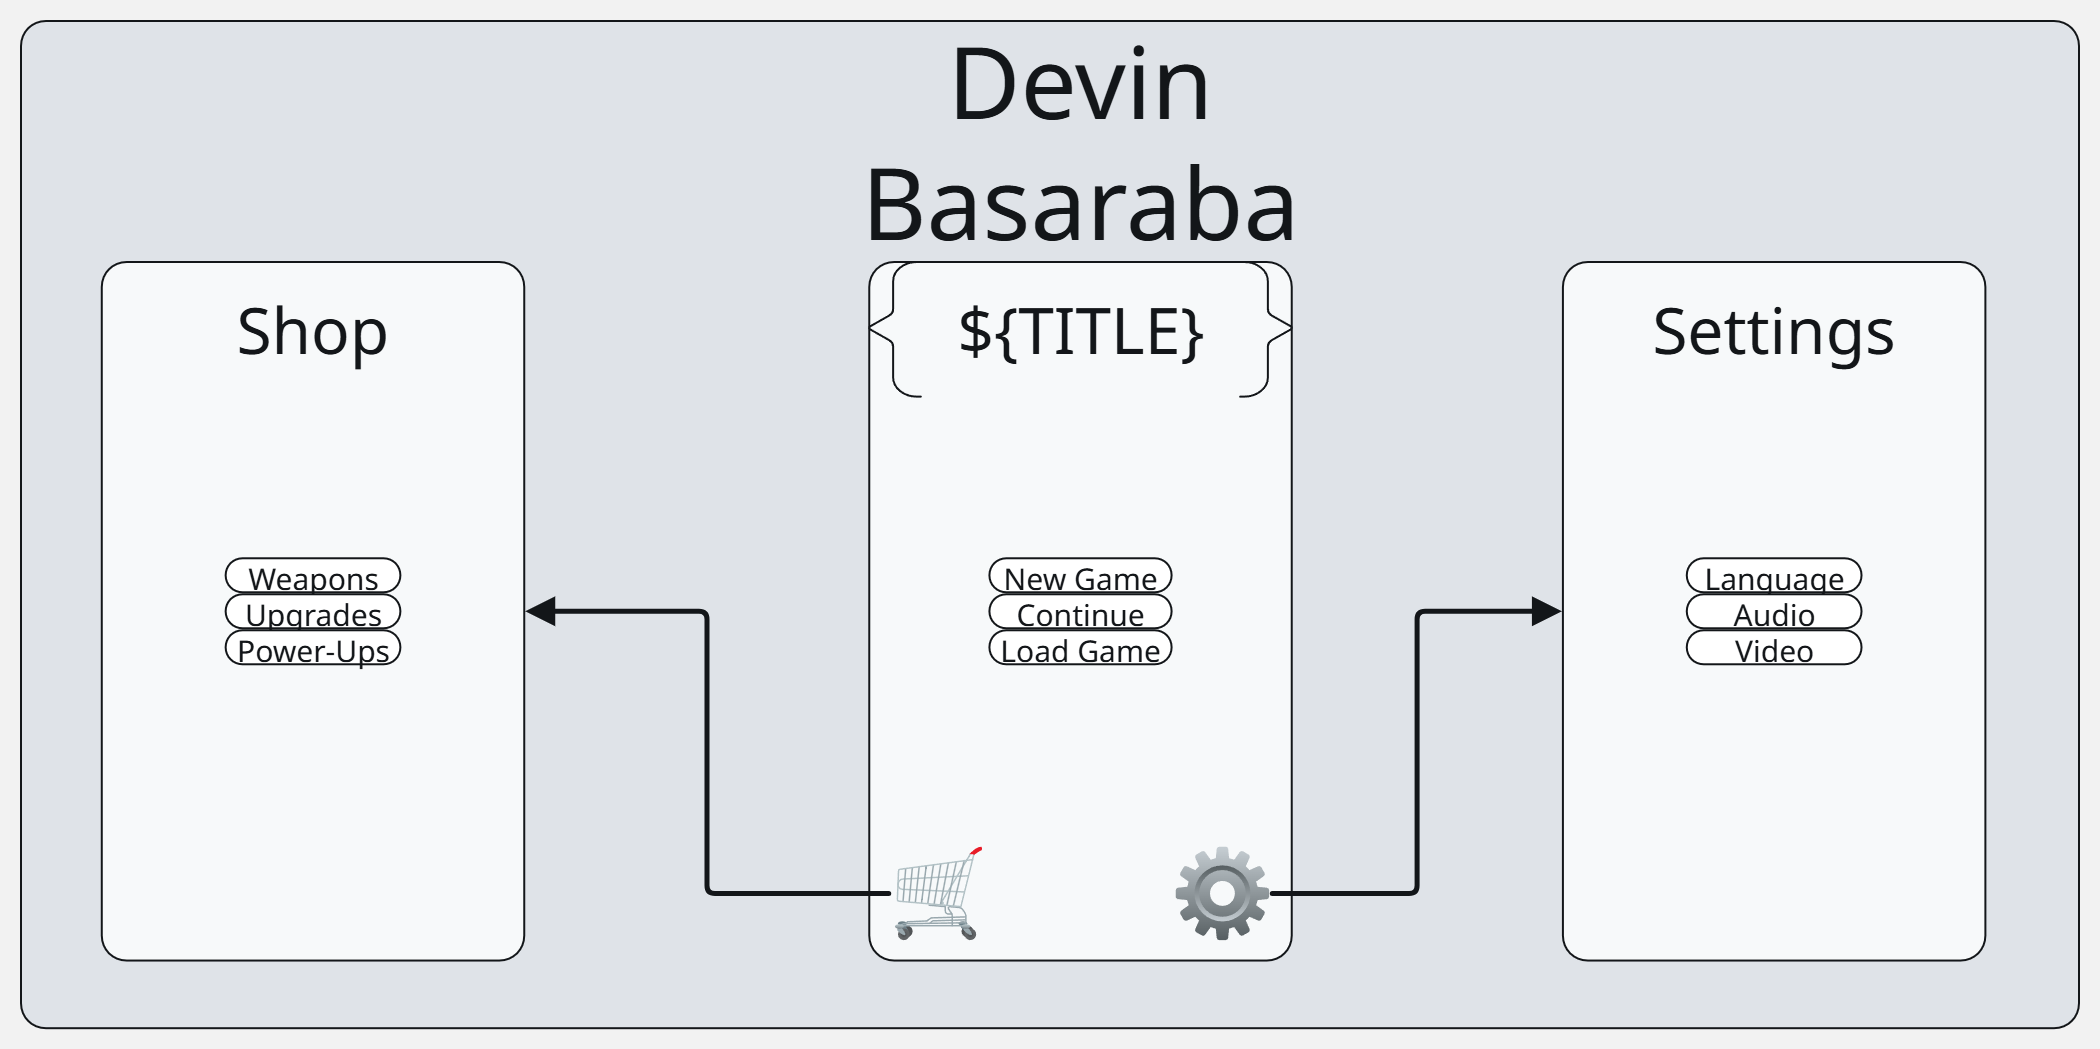 Devin
Basaraba
Shop
Weapons
Upgrades
Power-Ups
${TITLE}
New Game
Continue
Load Game
Settings
Language
Audio
Video